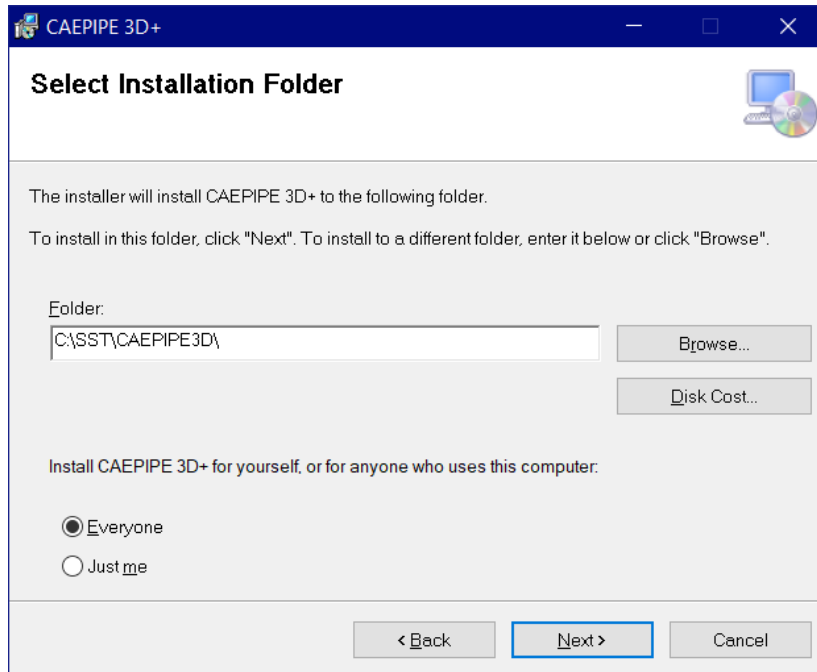 CAEPIPE 3D+
Select Installation Folder
The installer will install CAEPIPE 3D+ to the following folder.
To install in this folder, click "Next". To install to a different folder, enter it below or click "Browse".
Folder:
C:\SST\CAEPIPE3D\
Browse...
Disk Cost...
Install CAEPIPE 3D+ for yourself, or for anyone who uses this computer:
Everyone
Just me
< Back
Next >
Cancel